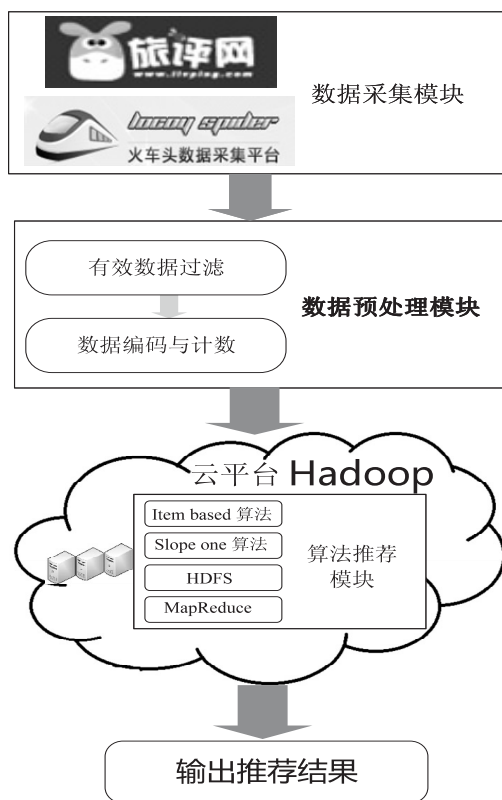 旅评网
www.lvping.com
数据采集模块
locoy spider
火车头数据采集平台
有效数据过滤
数据预处理模块
数据编码与计数
云平台 Hadoop
Item based 算法
Slope one 算法
HDFS
MapReduce
算法推荐
模块
输出推荐结果